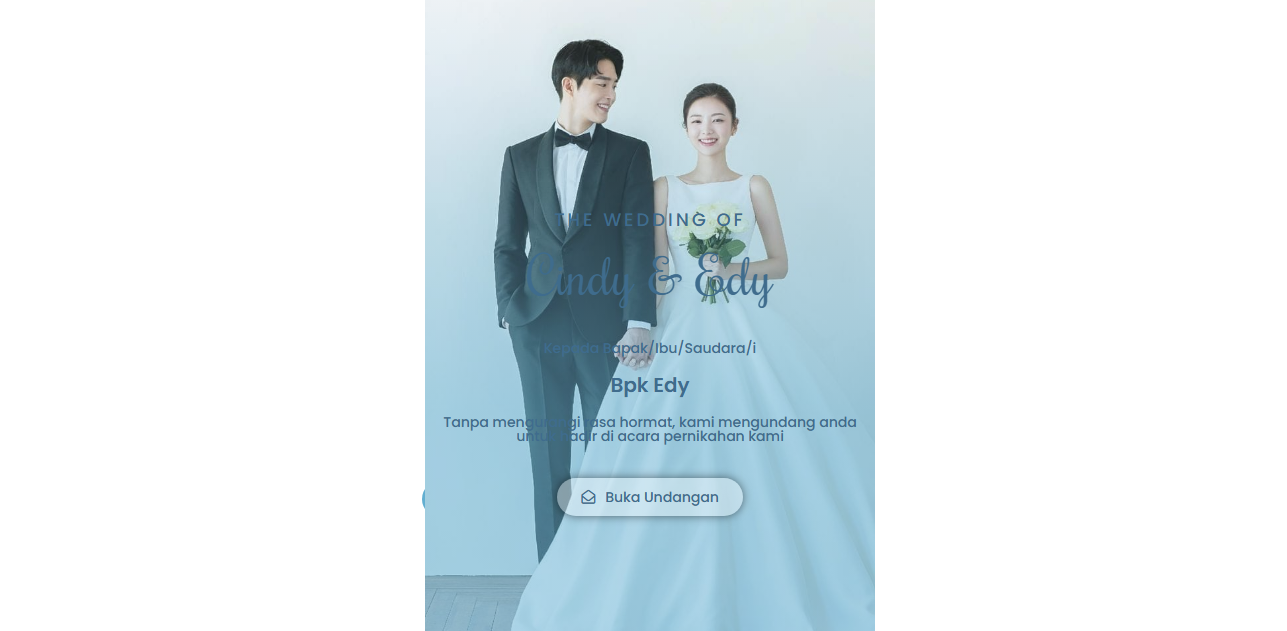 THE WEDDING OF
Cindy & Edy
Kepada Bapak/Ibu/Saudara/i
Bpk Edy
Tanpa mengurangi rasa hormat, kami mengundang anda
untuk hadir di acara pernikahan kami
Buka Undangan